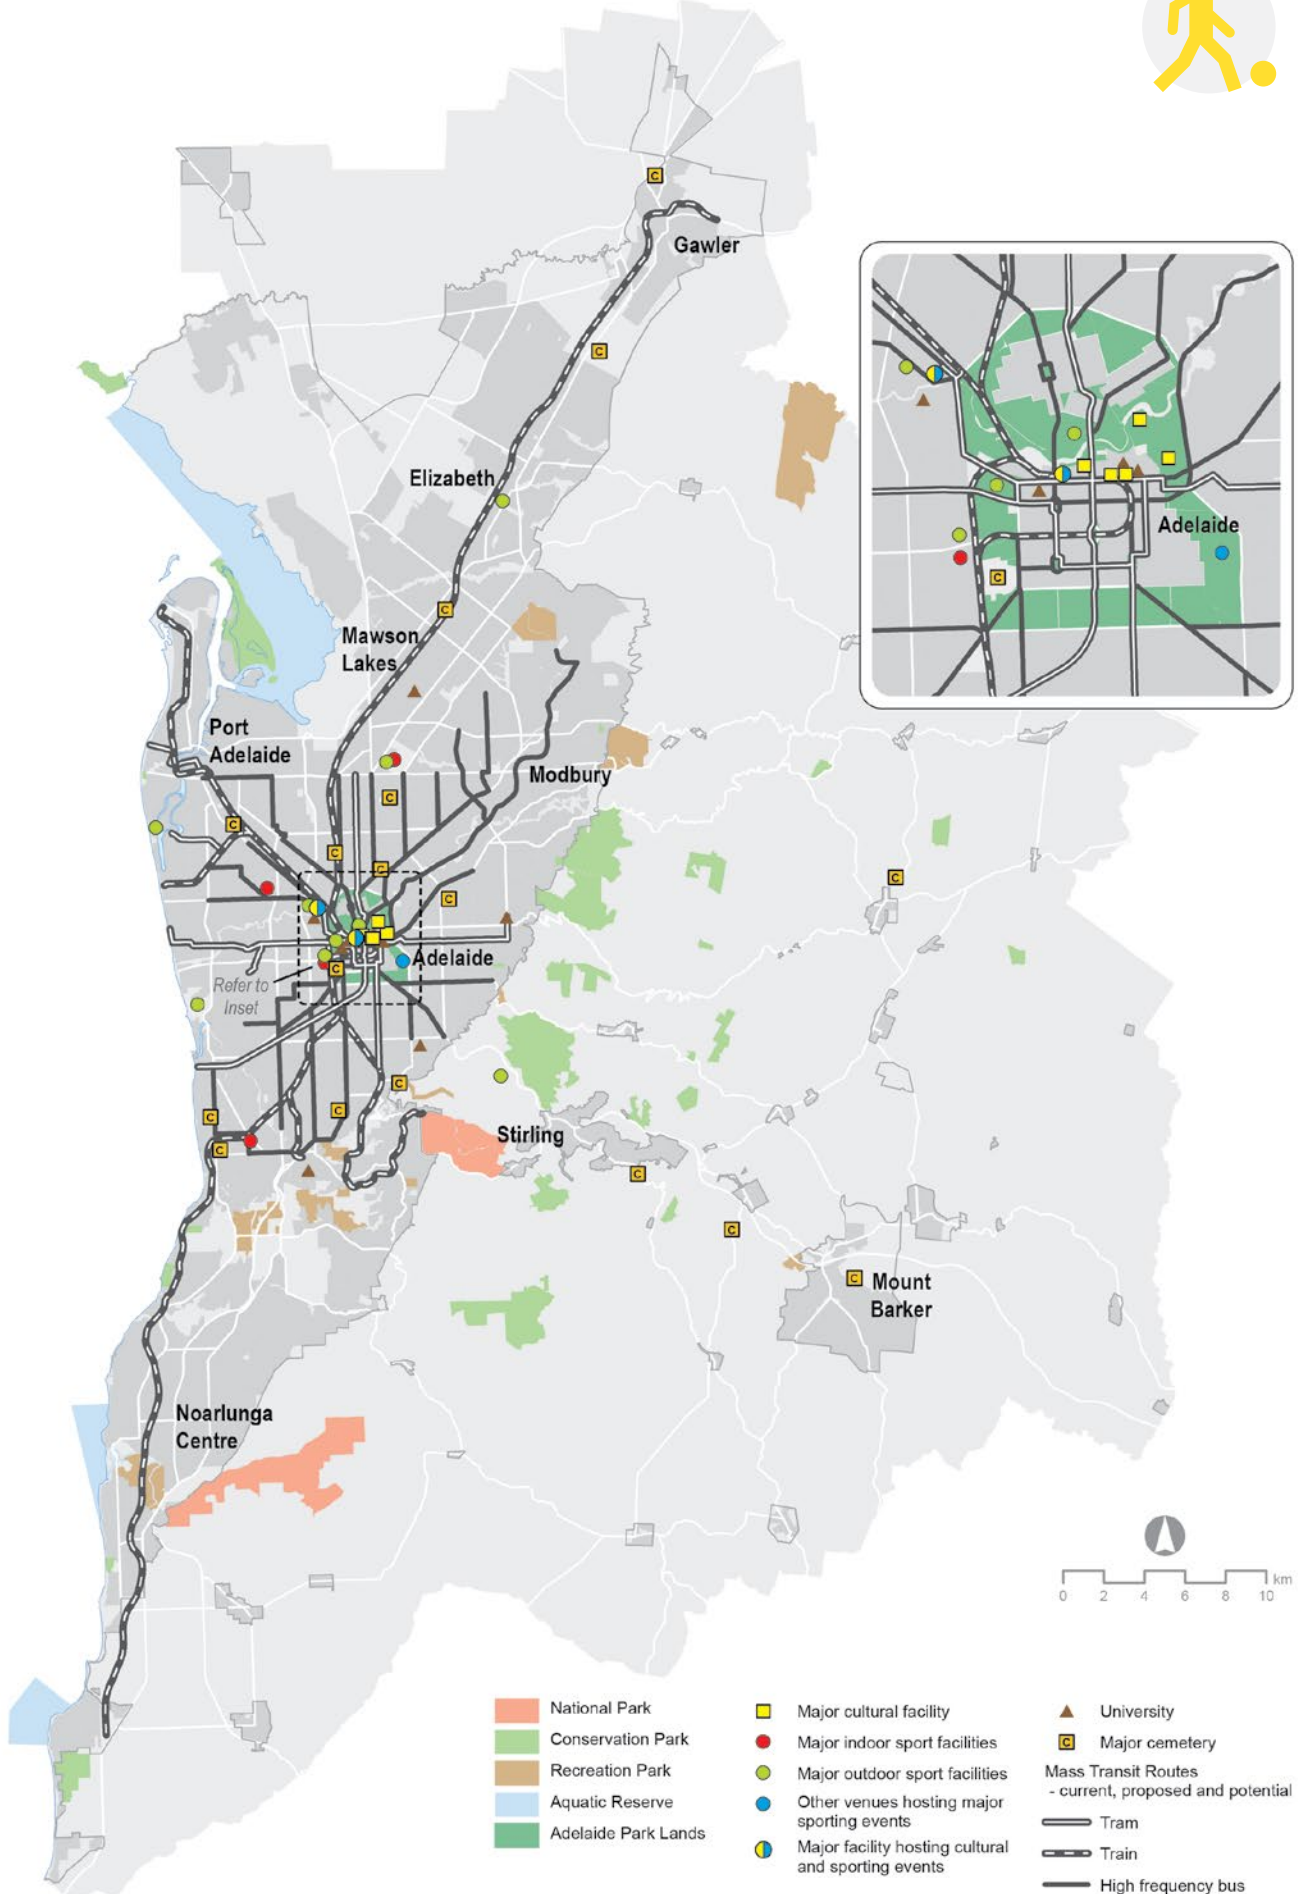 Gawler
Elizabeth
Adelaide
Mawson
Lakes
Port
Adelaide
Modbury
Adelaide
Refer to
Inset
Stirling
Mount
Barker
Noarlunga
Centre
km
0 2 4 6 8 10
National Park
Conservation Park
Recreation Park
Aquatic Reserve
Adelaide Park Lands
Major cultural facility
Major indoor sport facilities
Major outdoor sport facilities
Other venues hosting major
sporting events
Major facility hosting cultural
and sporting events
University
C Major cemetery
Mass Transit Routes
- current, proposed and potential
Tram
Train
High frequency bus